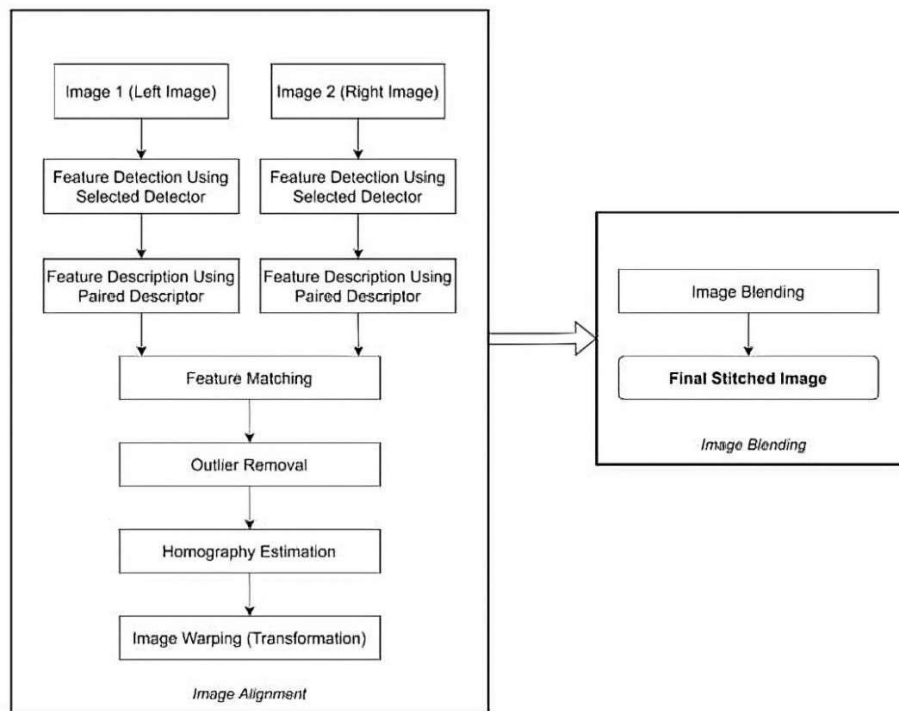 Image 1 (Left Image)
Image 2 (Right Image)
Feature Detection Using
Selected Detector
Feature Detection Using
Selected Detector
Feature Description Using
Paired Descriptor
Feature Description Using
Paired Descriptor
Feature Matching
Outlier Removal
Homography Estimation
Image Warping (Transformation)
Image Alignment
Image Blending
Final Stitched Image
Image Blending